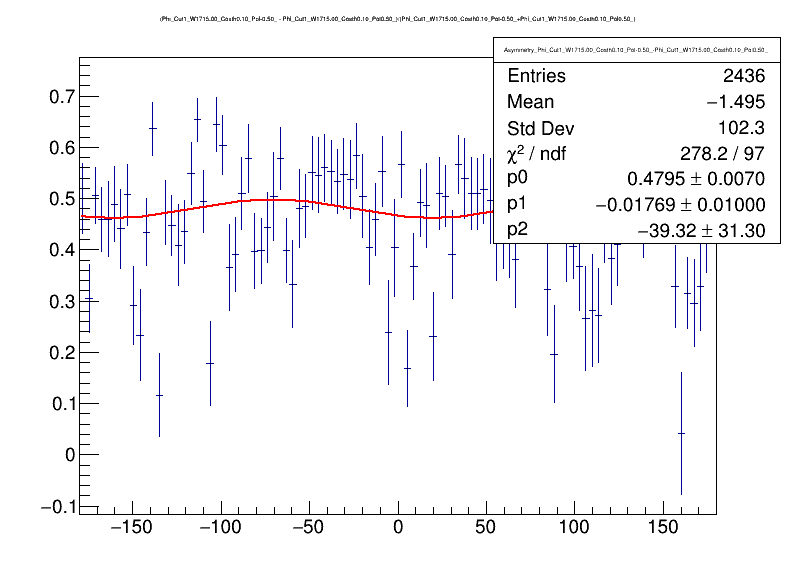 (Phi_Cut1_W1715.00_Costh0.10_Pol-0.50_ - Phi_Cut1_W1715.00_Costh0.10_Pol0.50_)/(Phi_Cut1_W1715.00_Costh0.10_Pol-0.50_+Phi_Cut1_W1715.00_Costh0.10_Pol0.50_)
Asymmetry_Phi_Cut1_W1715.00_Costh0.10_Pol-0.50_-Phi_Cut1_W1715.00_Costh0.10_Pol0.50_
Entries 2436
Mean −1.495
Std Dev 102.3
χ² / ndf 278.2 / 97
p0 0.4795 ± 0.0070
p1 −0.01769 ± 0.01000
p2 −39.32 ± 31.30
0.7
0.6
0.5
0.4
0.3
0.2
0.1
0
−0.1
−150 −100 −50 0 50 100 150